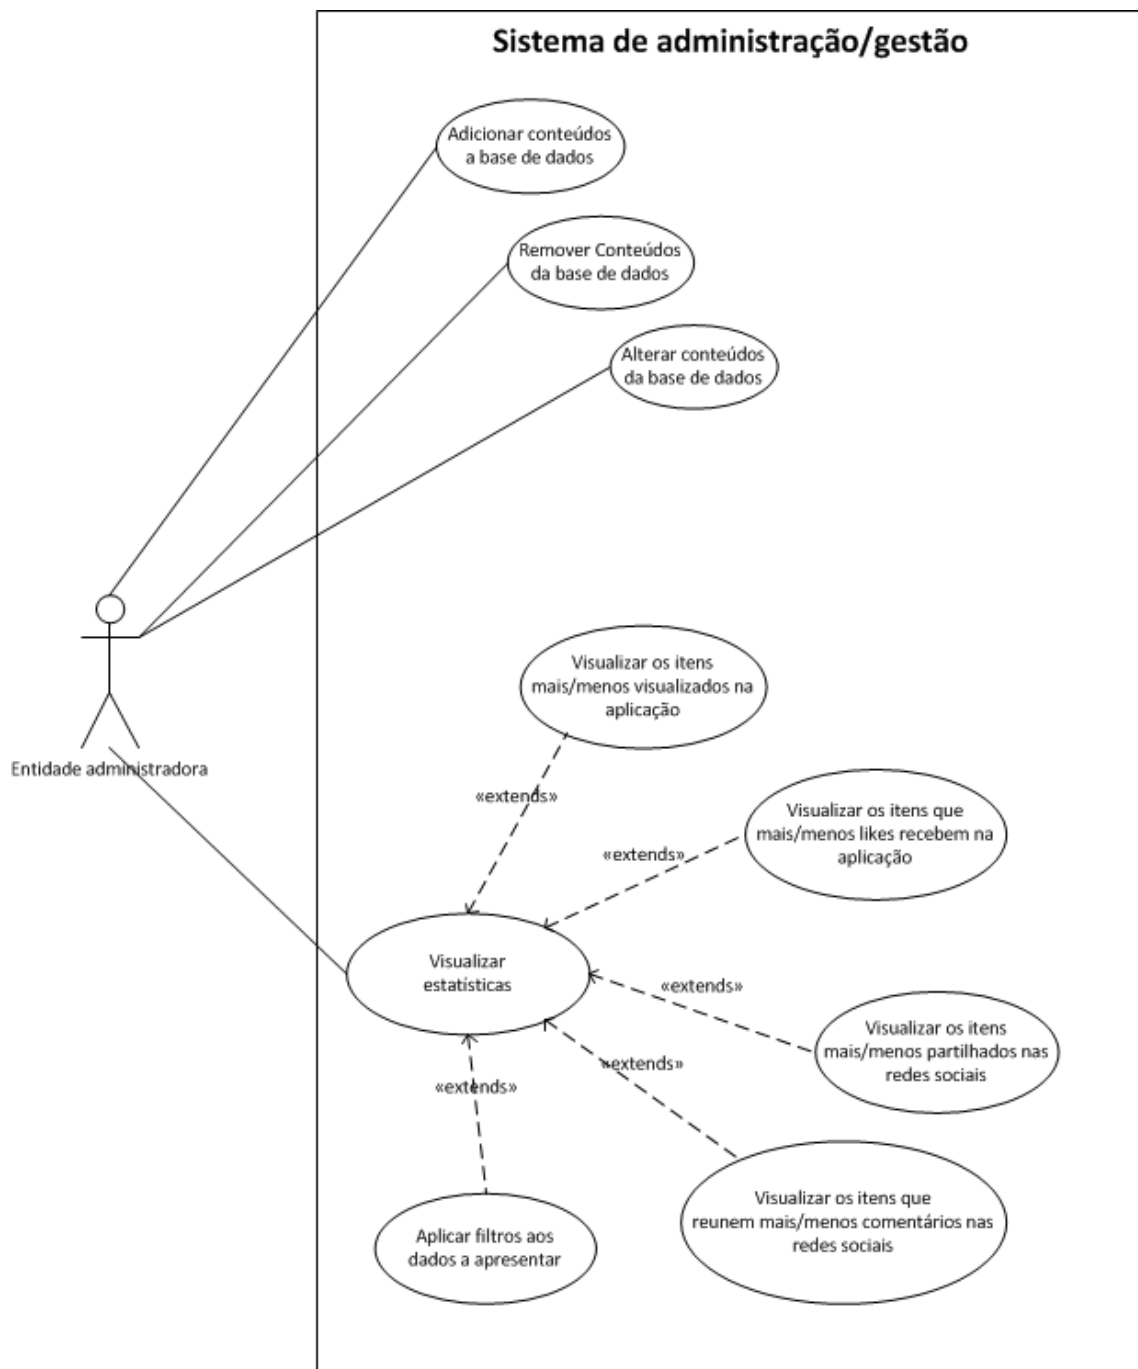 Sistema de administração/gestão
Adicionar conteúdos
a base de dados
Remover Conteúdos
da base de dados
Alterar conteúdos
da base de dados
Visualizar os itens
mais/menos visualizados na
aplicação
Entidade administradora
«extends»
Visualizar os itens que
mais/menos likes recebem na
aplicação
«extends»
Visualizar
estatísticas
«extends»
Visualizar os itens
mais/menos partilhados nas
redes sociais
«extends»
«extends»
Visualizar os itens que
reunem mais/menos comentários nas
redes sociais
Aplicar filtros aos
dados a apresentar